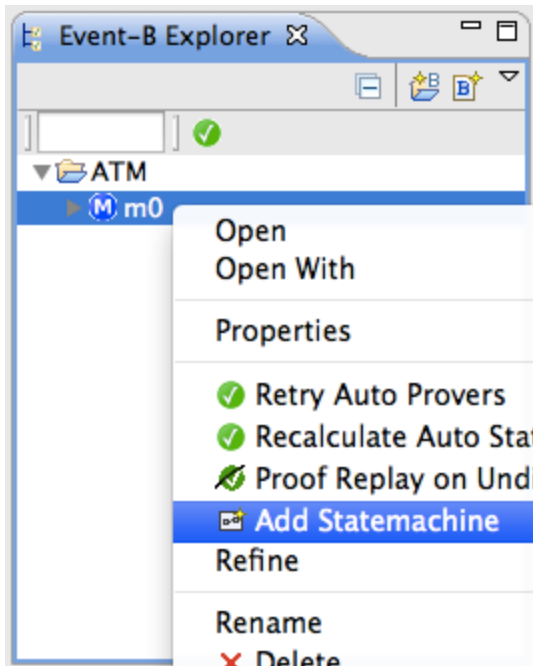 Event-B Explorer
ATM
m0
Open
Open With
Properties
Retry Auto Provers
Recalculate Auto Sta
Proof Replay on Undi
Add Statemachine
Refine
Rename
Delete